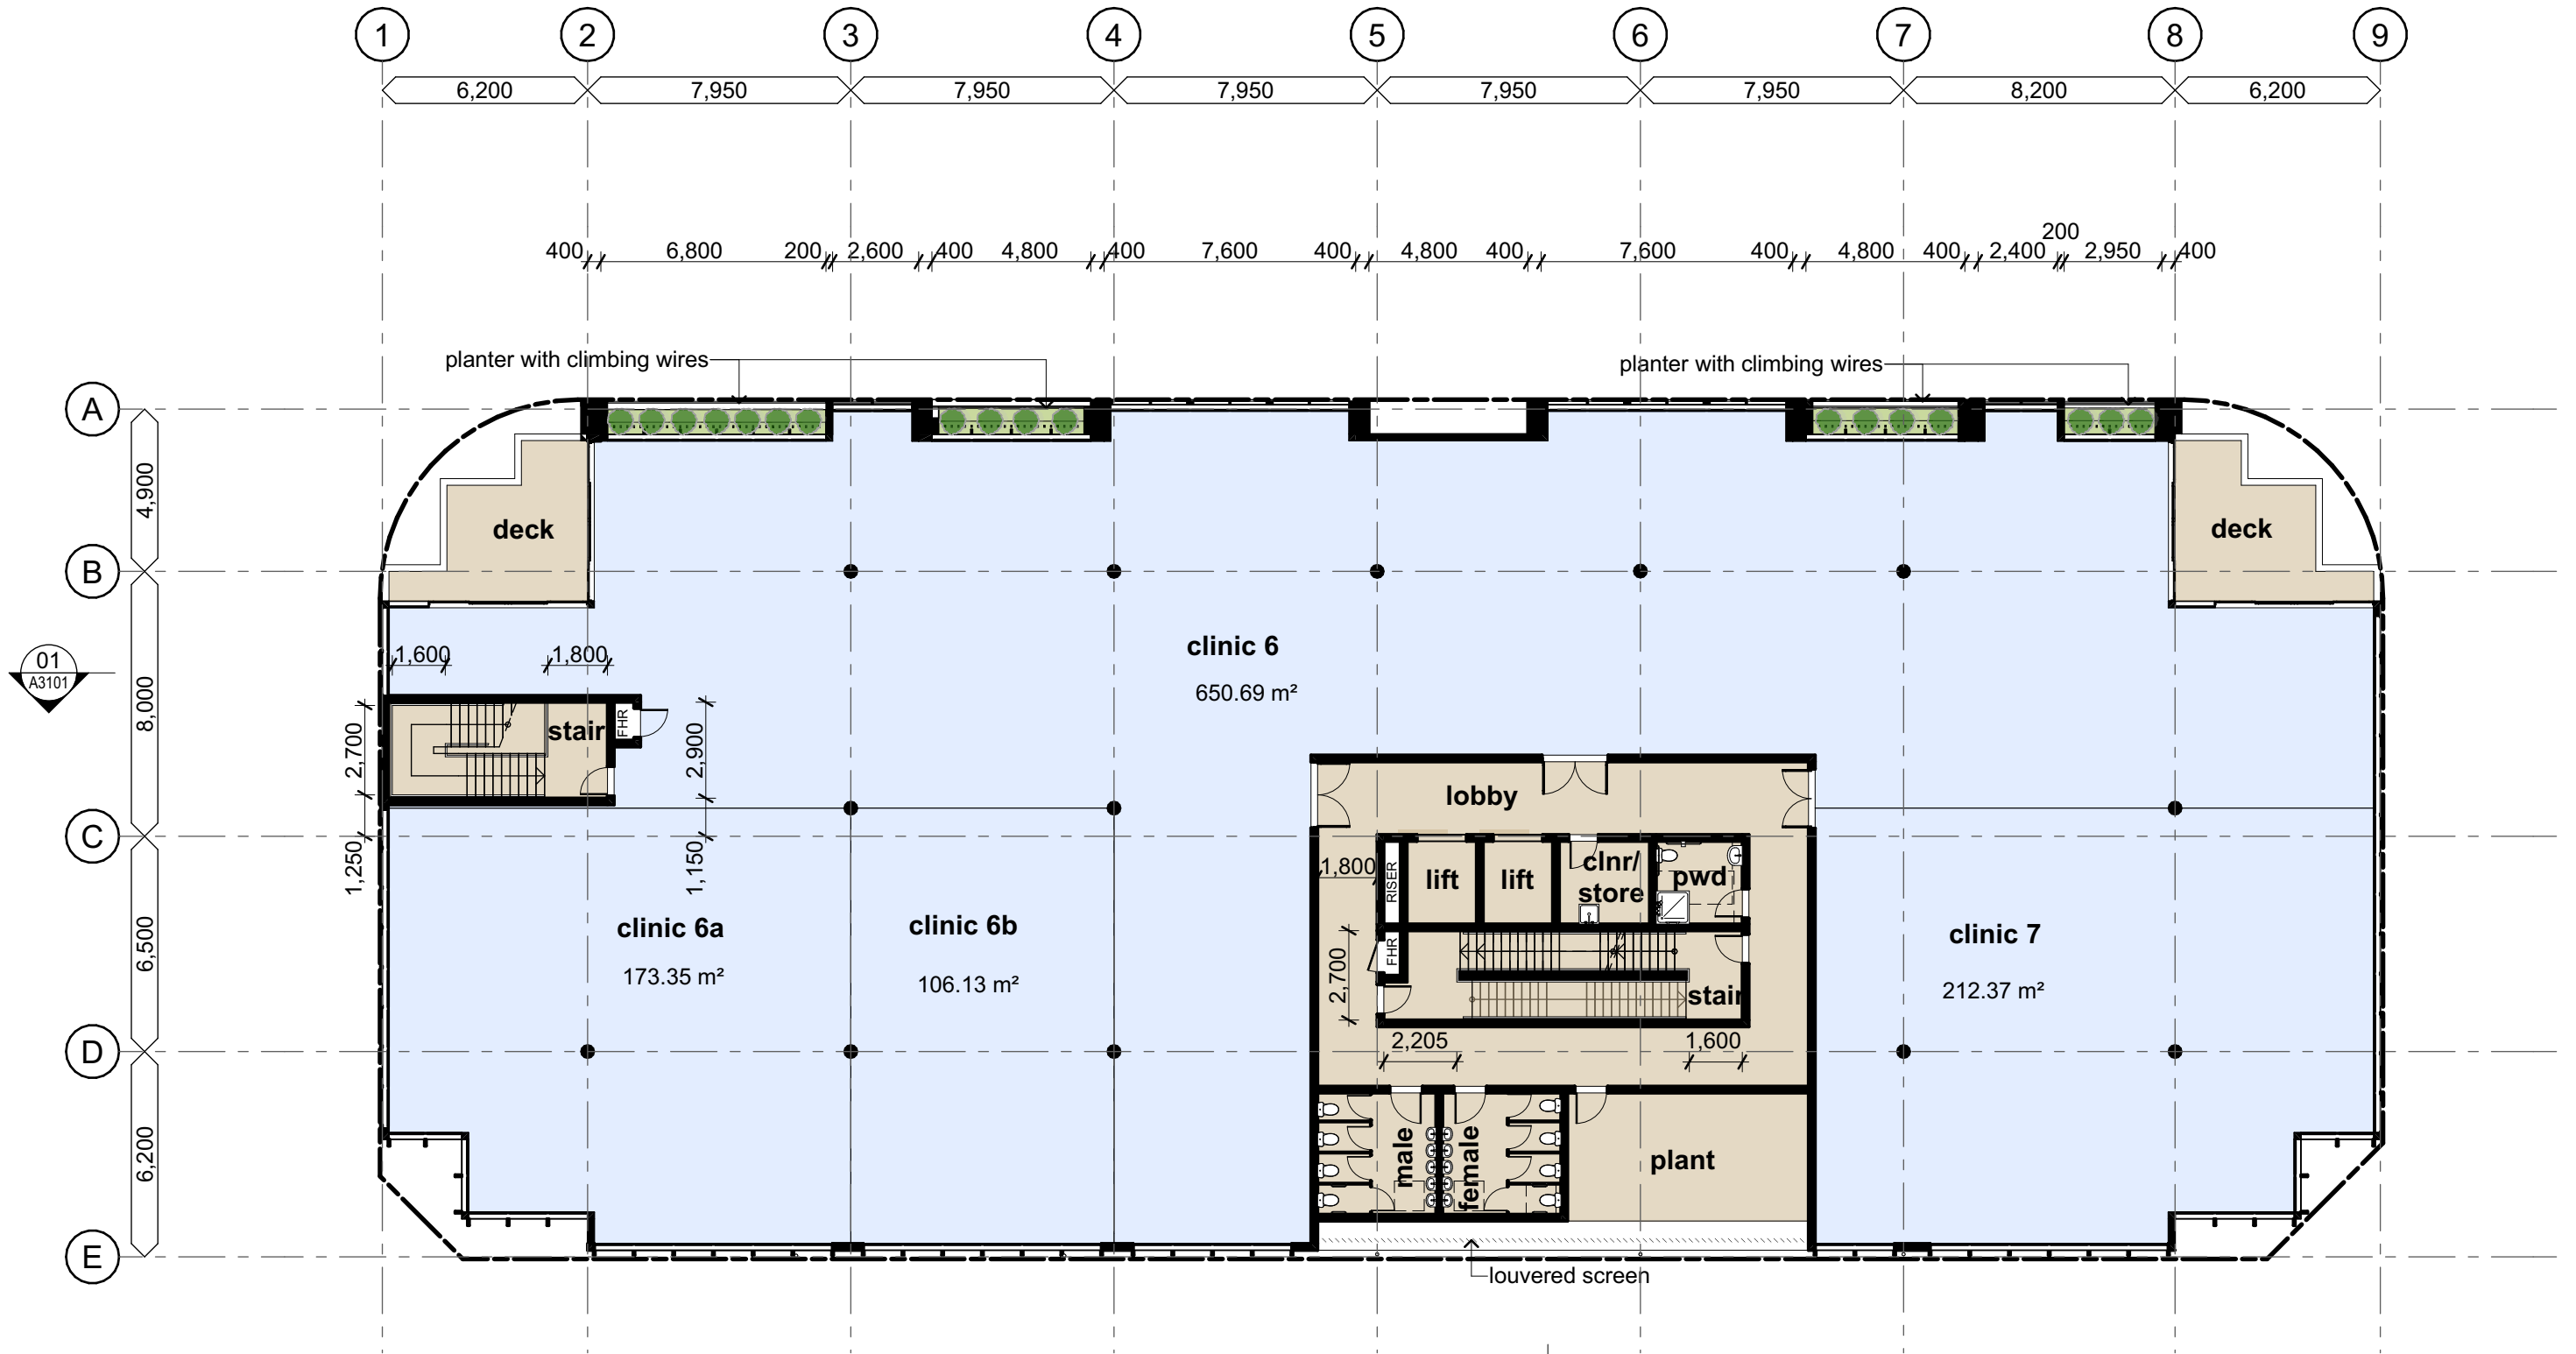 1 2 3 4 5 6 7 8 9
6,200 7,950 7,950 7,950 7,950 7,950 8,200 6,200
200
400 6,800 200 2,600 400 4,800 400 7,600 400 4,800 400 7,600 400 4,800 400 2,400 2,950 400
planter with climbing wires
planter with climbing wires
A
4,900
deck
deck
B
8,000
01
A3101
clinic 6
650.69 m²
1,600
1,800
2,700
stair
FHR
2,900
lobby
C
1,250
1,150
1,800
RISER
lift
lift
clnr/
store
pwd
6,500
clinic 6a
173.35 m²
clinic 6b
106.13 m²
clinic 7
212.37 m²
FHR
2,700
stair
D
2,205
1,600
6,200
male
female
plant
E
louvered screen